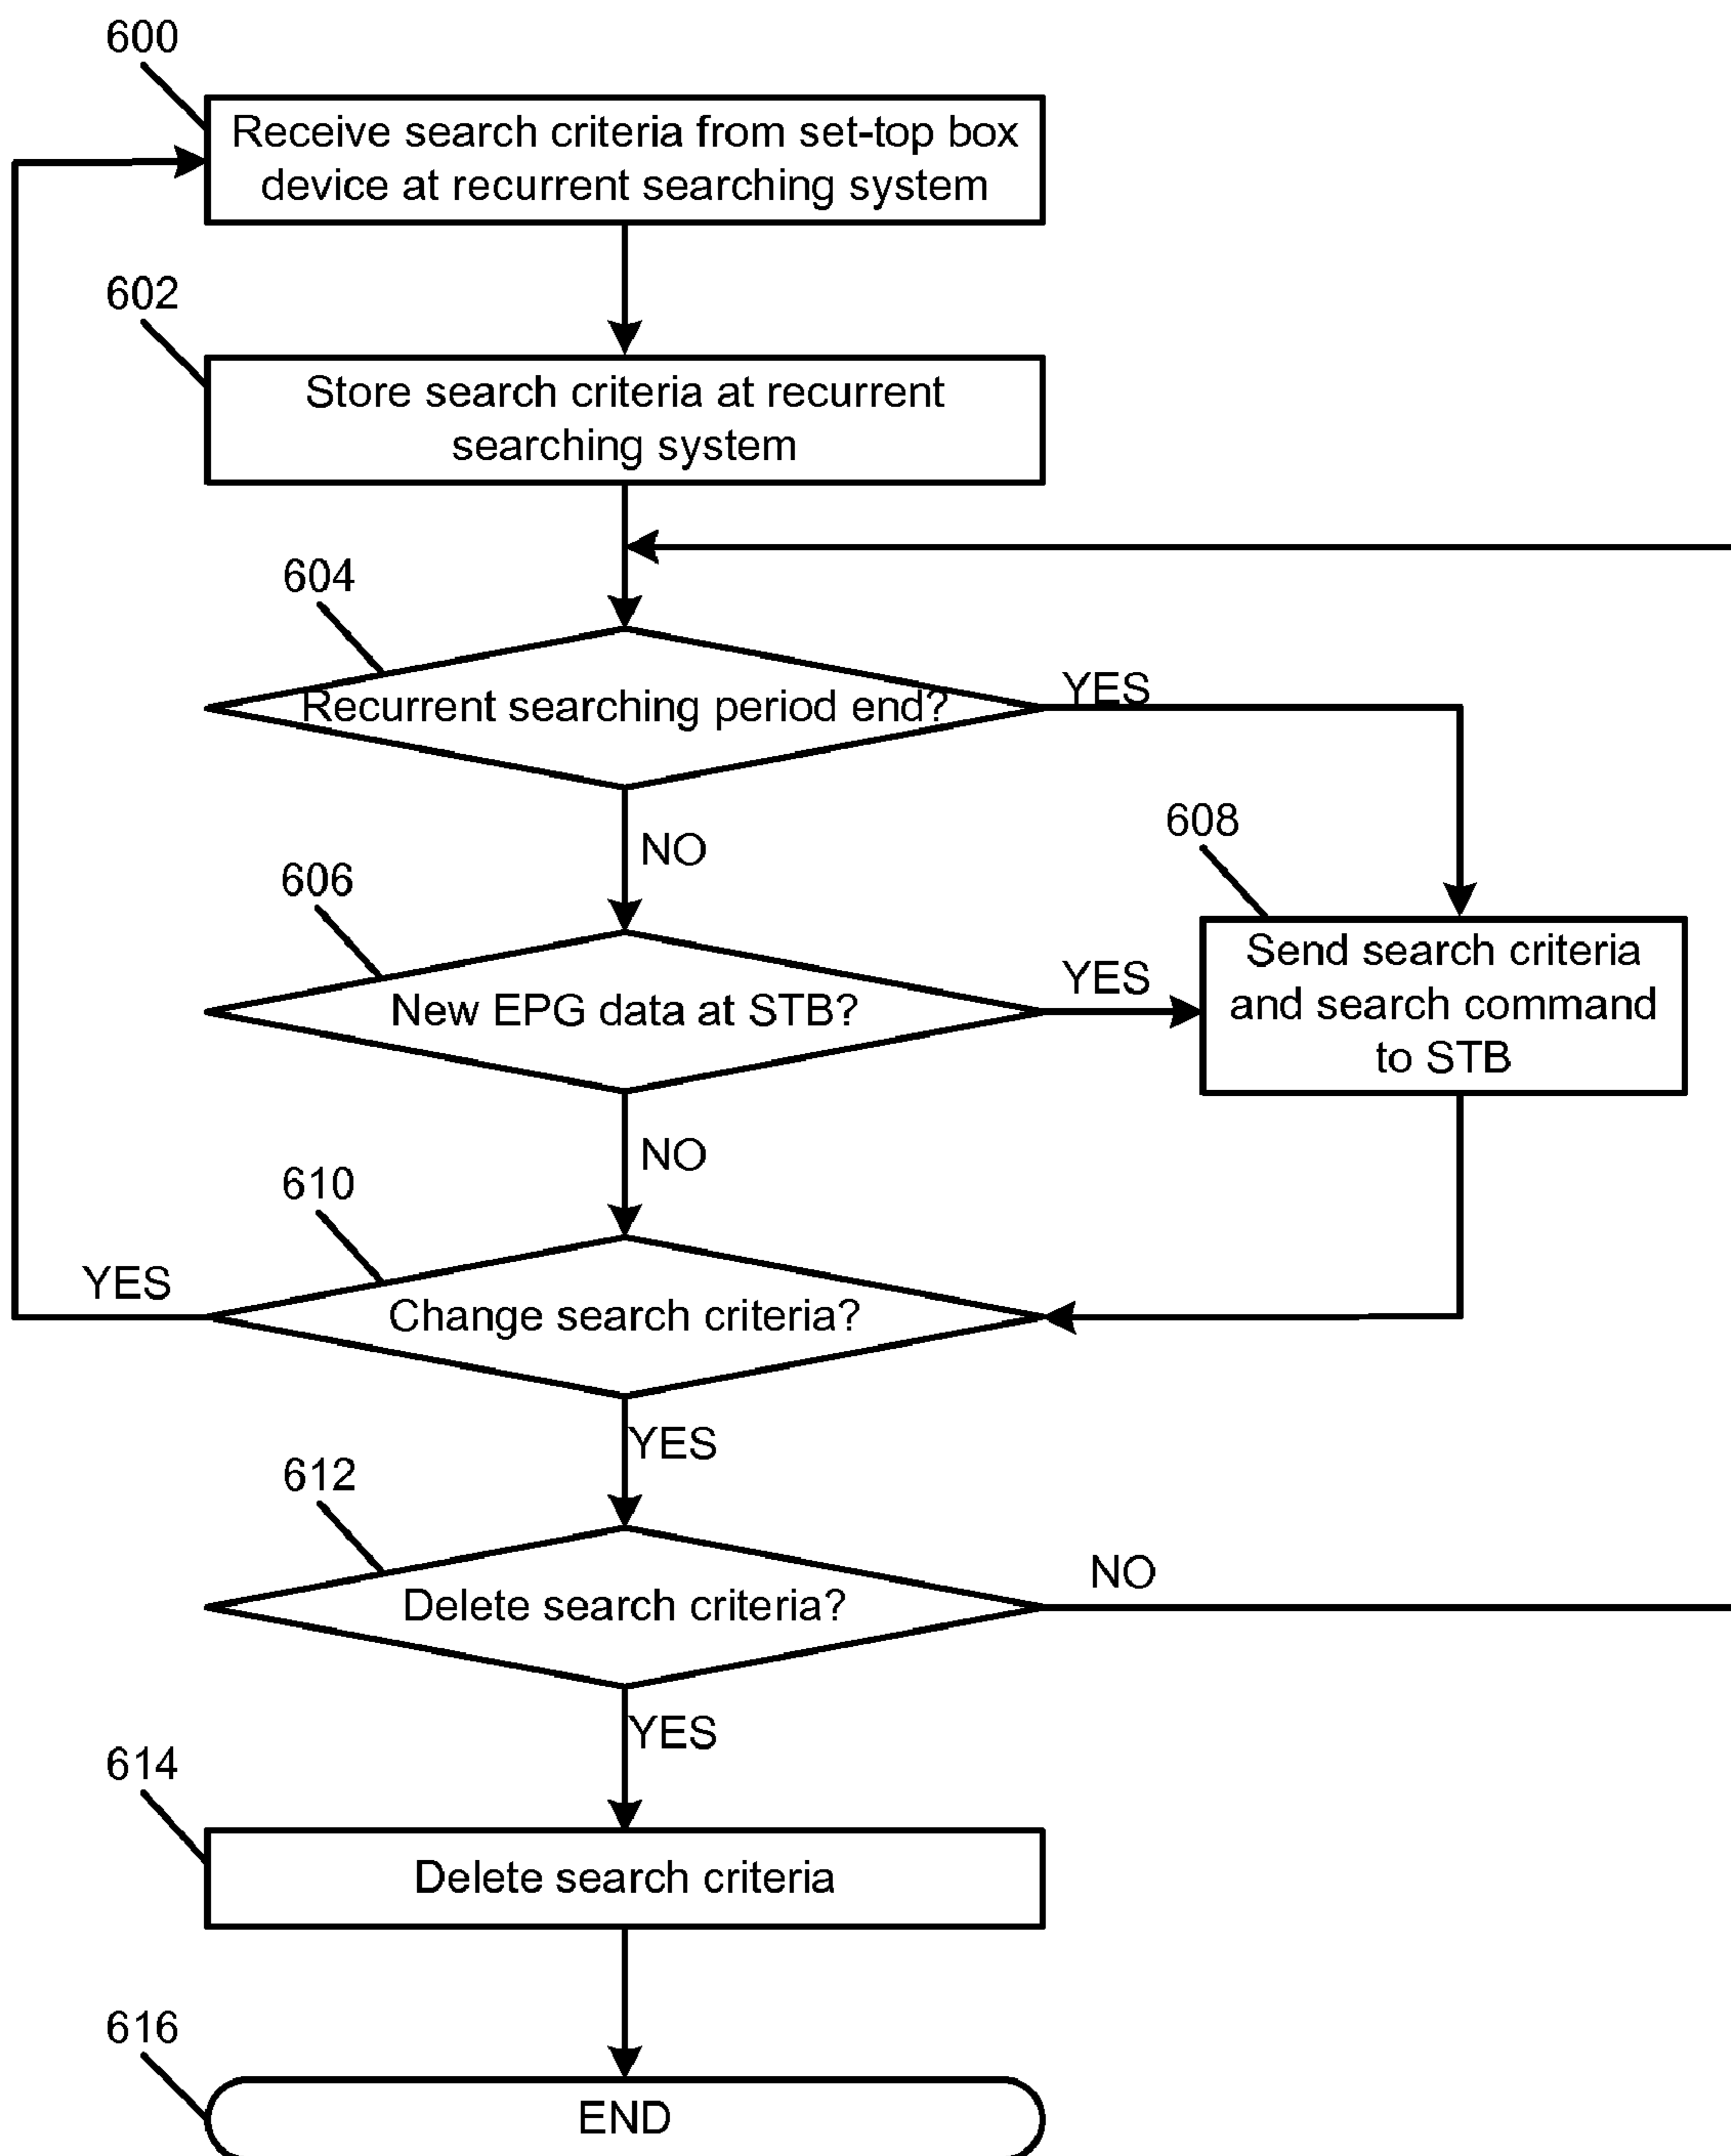 600
Receive search criteria from set-top box
device at recurrent searching system
602
Store search criteria at recurrent
searching system
604
Recurrent searching period end?
YES
NO
608
606
Send search criteria
and search command
to STB
New EPG data at STB?
YES
NO
610
YES
Change search criteria?
YES
612
NO
Delete search criteria?
YES
614
Delete search criteria
616
END